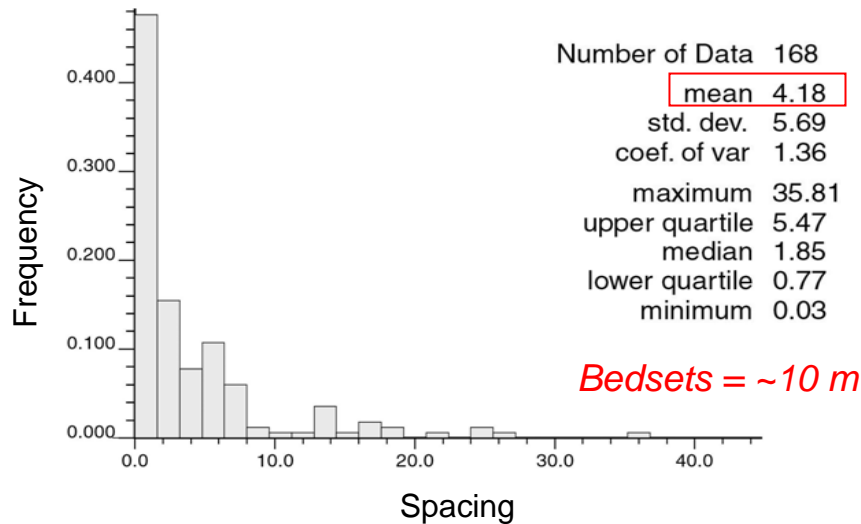 Frequency
0.400
0.300
0.200
0.100
0.000
0.0 10.0 20.0 30.0 40.0
Spacing
Number of Data 168
mean 4.18
std. dev. 5.69
coef. of var 1.36
maximum 35.81
upper quartile 5.47
median 1.85
lower quartile 0.77
minimum 0.03
Bedsets = ~10 m